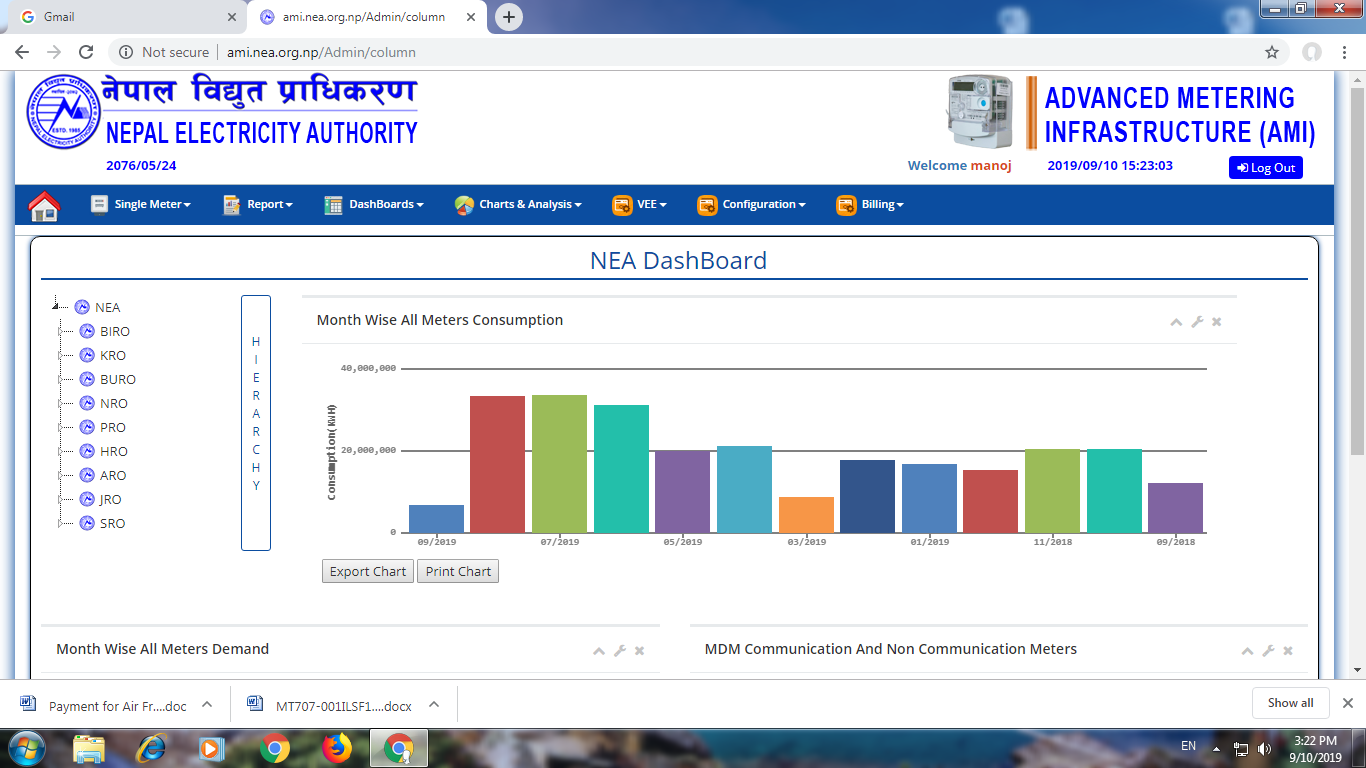 Gmail
ami.nea.org.np/Admin/column
Not secure
ami.nea.org.np/Admin/column
नेपाल विद्युत प्राधिकरण
NEPAL ELECTRICITY AUTHORITY
ESTD. 1985
2076/05/24
ADVANCED METERING
INFRASTRUCTURE (AMI)
Welcome manoj
2019/09/10 15:23:03
Log Out
Single Meter
Report
DashBoards
Charts & Analysis
VEE
Configuration
Billing
NEA DashBoard
NEA
BIRO
KRO
BURO
NRO
PRO
HRO
ARO
JRO
SRO
HIERARCHY
Month Wise All Meters Consumption
Consumption(KWH)
40,000,000
20,000,000
0
09/2019
07/2019
05/2019
03/2019
01/2019
11/2018
09/2018
Export Chart
Print Chart
Month Wise All Meters Demand
MDM Communication And Non Communication Meters
Payment for Air Fr....doc
MT707-001ILSF1....docx
Show all
EN
3:22 PM
9/10/2019